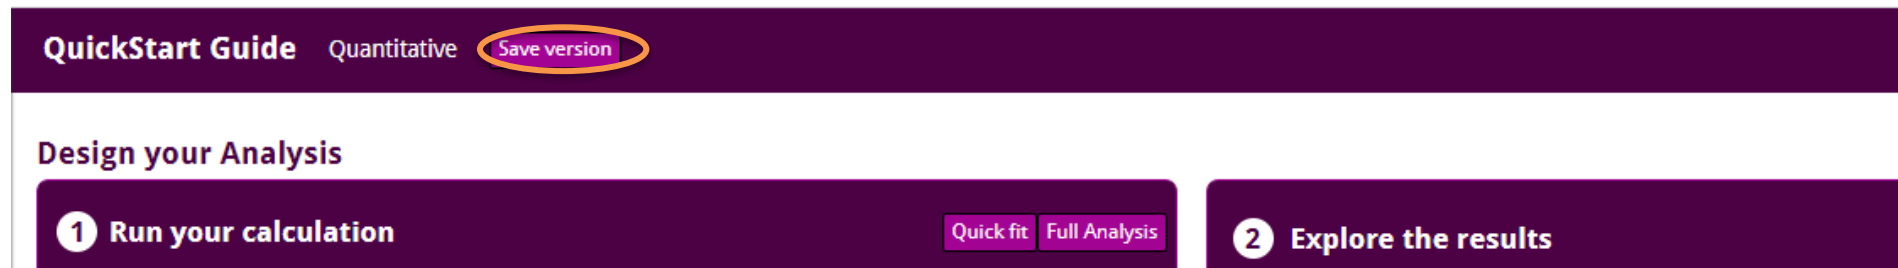 QuickStart Guide Quantitative Save version
Design your Analysis
1 Run your calculation Quick fit Full Analysis
2 Explore the results